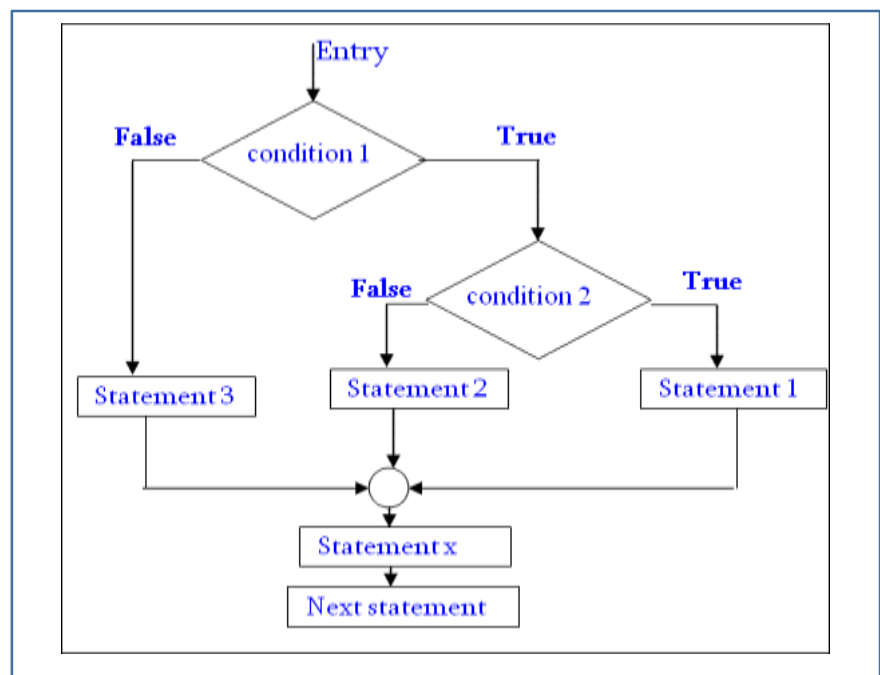 Entry
False
True
condition 1
False
True
condition 2
Statement 3
Statement 2
Statement 1
Statement x
Next statement